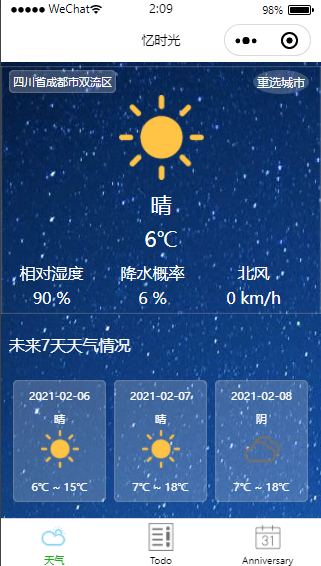 WeChat 2:09 98%
忆时光
四川省成都市双流区 重选城市
晴
6℃
相对湿度 降水概率 北风
90 % 6 % 0 km/h
未来7天天气情况
2021-02-06 2021-02-07 2021-02-08
晴 晴 阴
6℃ ~ 15℃ 7℃ ~ 18℃ 7℃ ~ 18℃
31
天气 Todo Anniversary